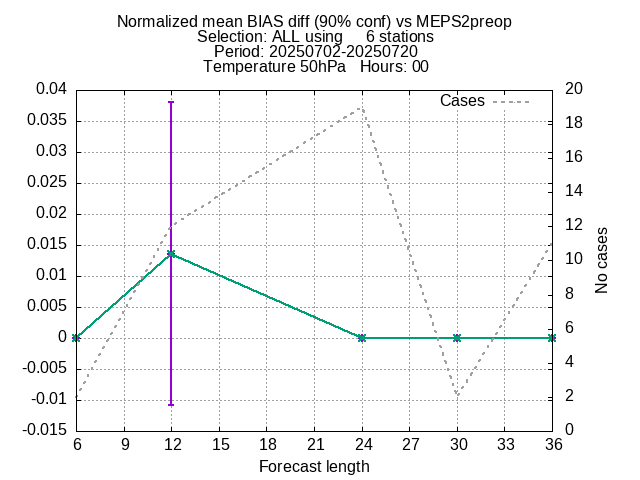 Normalized mean BIAS diff (90% conf) vs MEPS2preop
Selection: ALL using 6 stations
Period: 20250702-20250720
Temperature 50hPa Hours: 00
Cases
0.04
0.035
0.03
0.025
0.02
0.015
0.01
0.005
0
-0.005
-0.01
-0.015
20
18
16
14
12
10
8
6
4
2
0
No cases
6 9 12 15 18 21 24 27 30 33 36
Forecast length